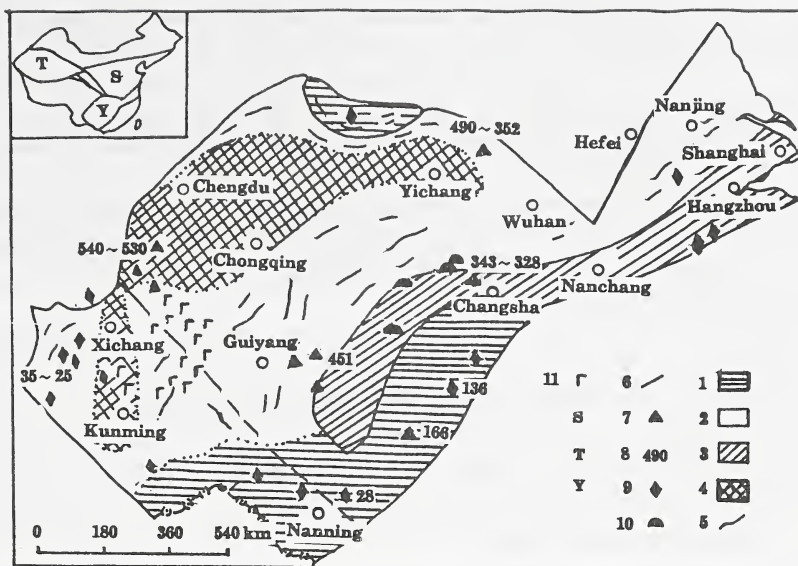 T
S
Y
Nanjing
490~352
Hefei
Shanghai
Chengdu
Yichang
Hangzhou
Wuhan
540~530
Chongqing
343~328
Nanchang
Changsha
Xichang
Guiyang
451
35~25
136
Kunming
166
28
Nanning
11 6 1
S 7 2
T 8 490 3
Y 9 4
10 5
0 180 360 540 km